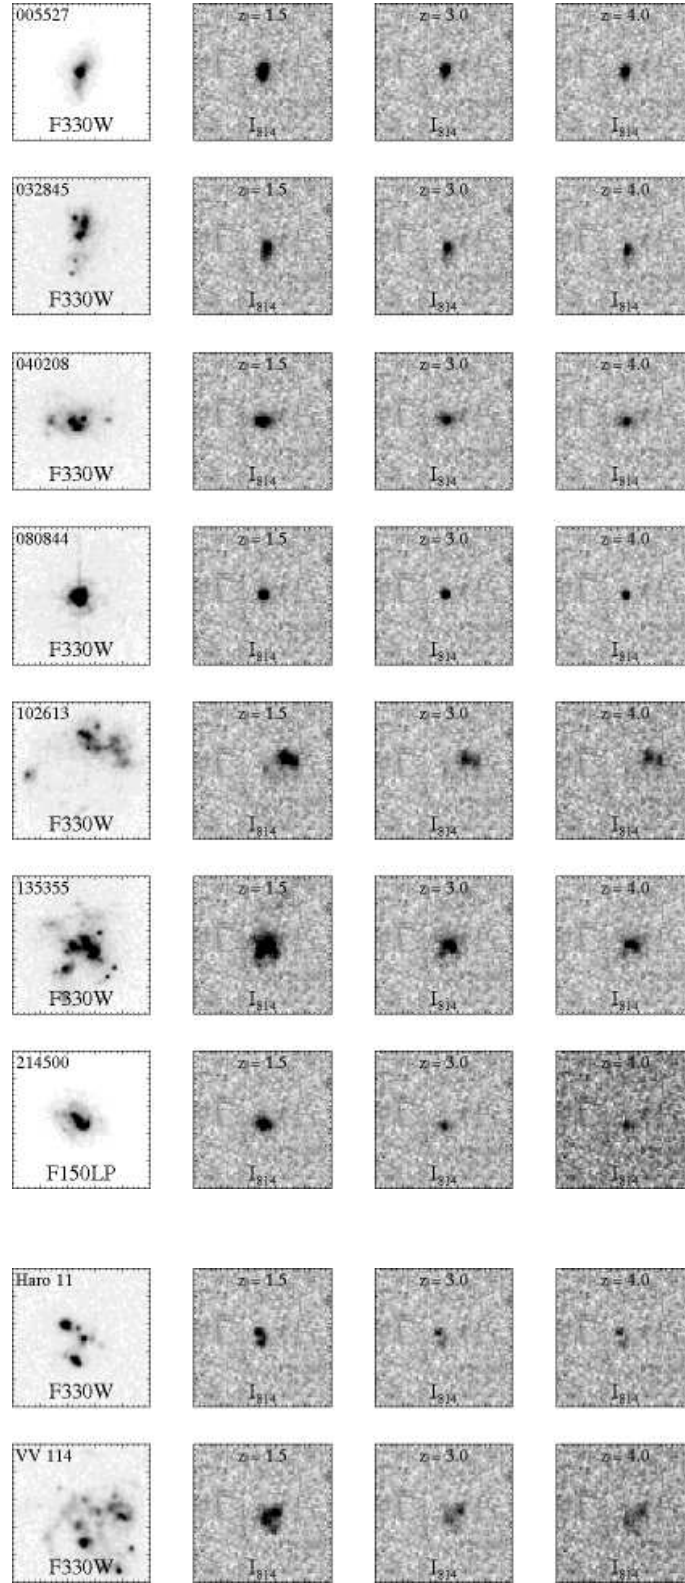 005527 z = 1.5 z = 3.0 z = 4.0
F330W I814 I814 I814
032845 z = 1.5 z = 3.0 z = 4.0
F330W I814 I814 I814
040208 z = 1.5 z = 3.0 z = 4.0
F330W I814 I814 I814
080844 z = 1.5 z = 3.0 z = 4.0
F330W I814 I814 I814
102613 z = 1.5 z = 3.0 z = 4.0
F330W I814 I814 I814
135355 z = 1.5 z = 3.0 z = 4.0
F330W I814 I814 I814
214500 z = 1.5 z = 3.0 z = 4.0
F150LP I814 I814 I814
Haro 11 z = 1.5 z = 3.0 z = 4.0
F330W I814 I814 I814
VV 114 z = 1.5 z = 3.0 z = 4.0
F330W I814 I814 I814